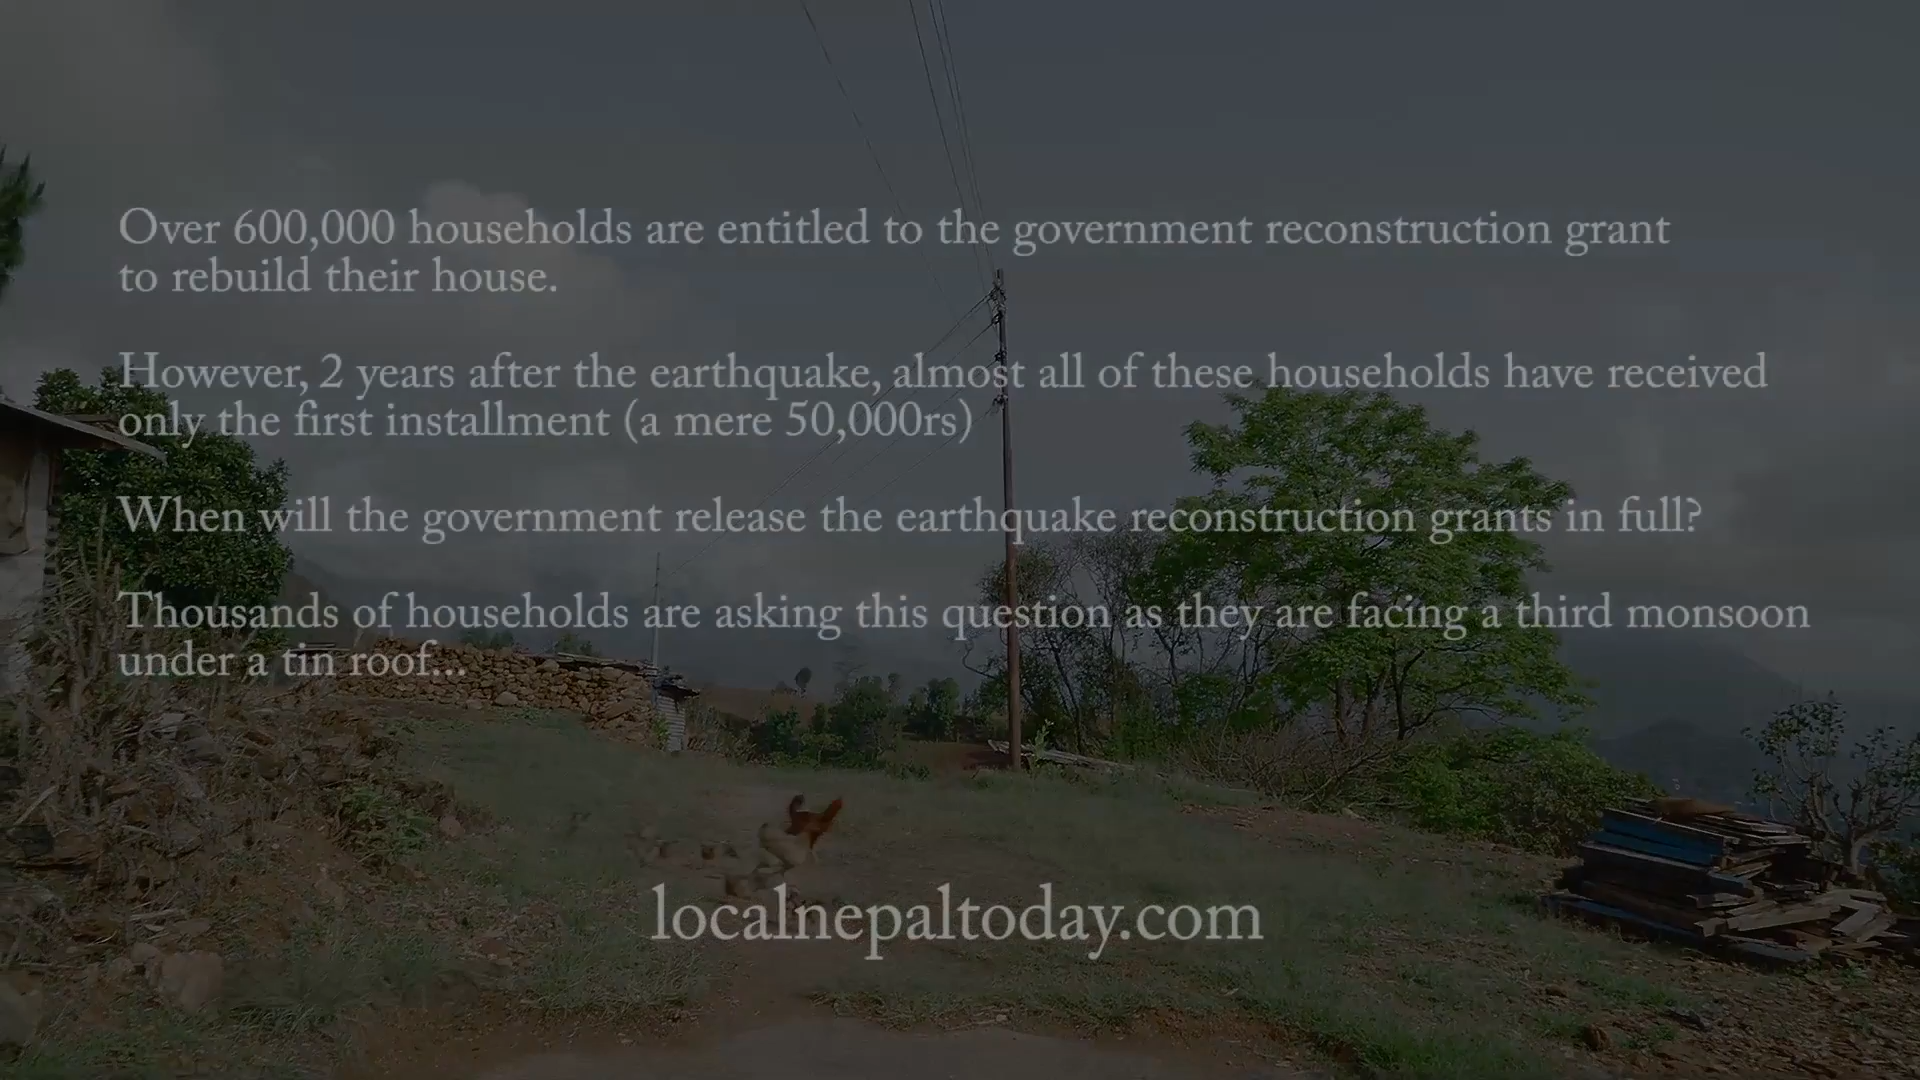 Over 600,000 households are entitled to the government reconstruction grant
to rebuild their house.
However, 2 years after the earthquake, almost all of these households have received
only the first installment (a mere 50,000rs)
When will the government release the earthquake reconstruction grants in full?
Thousands of households are asking this question as they are facing a third monsoon
under a tin roof...
localnepaltoday.com